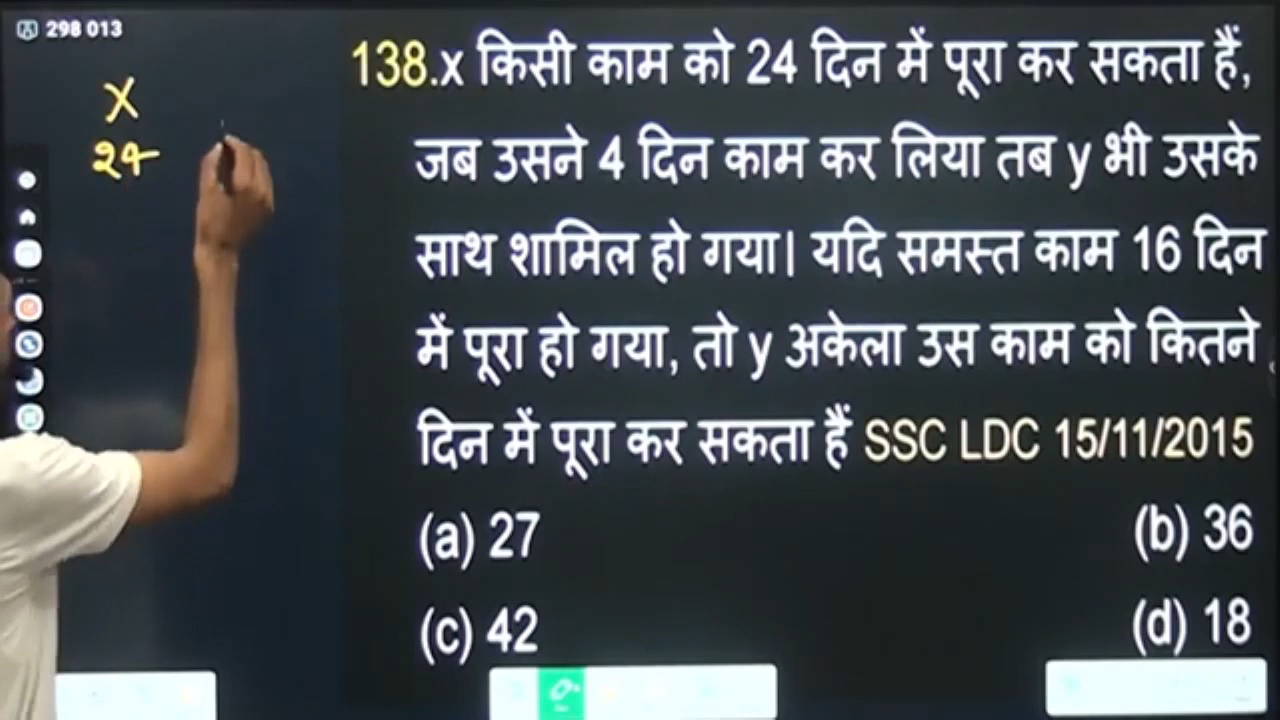 298 013
X
24
138.x किसी काम को 24 दिन में पूरा कर सकता हैं,
जब उसने 4 दिन काम कर लिया तब y भी उसके
साथ शामिल हो गया| यदि समस्त काम 16 दिन
में पूरा हो गया, तो y अकेला उस काम को कितने
दिन में पूरा कर सकता हैं SSC LDC 15/11/2015
(a) 27 (b) 36
(c) 42 (d) 18